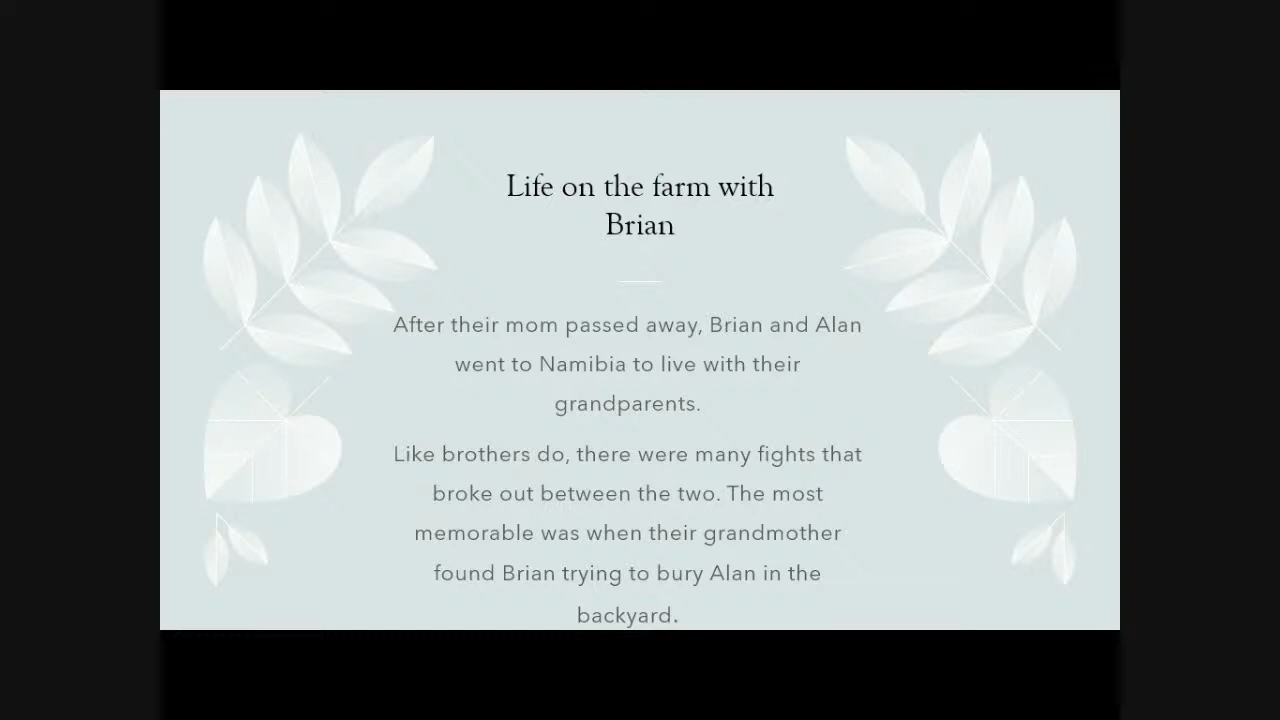 Life on the farm with
Brian
After their mom passed away, Brian and Alan
went to Namibia to live with their
grandparents.
Like brothers do, there were many fights that
broke out between the two. The most
memorable was when their grandmother
found Brian trying to bury Alan in the
backyard.